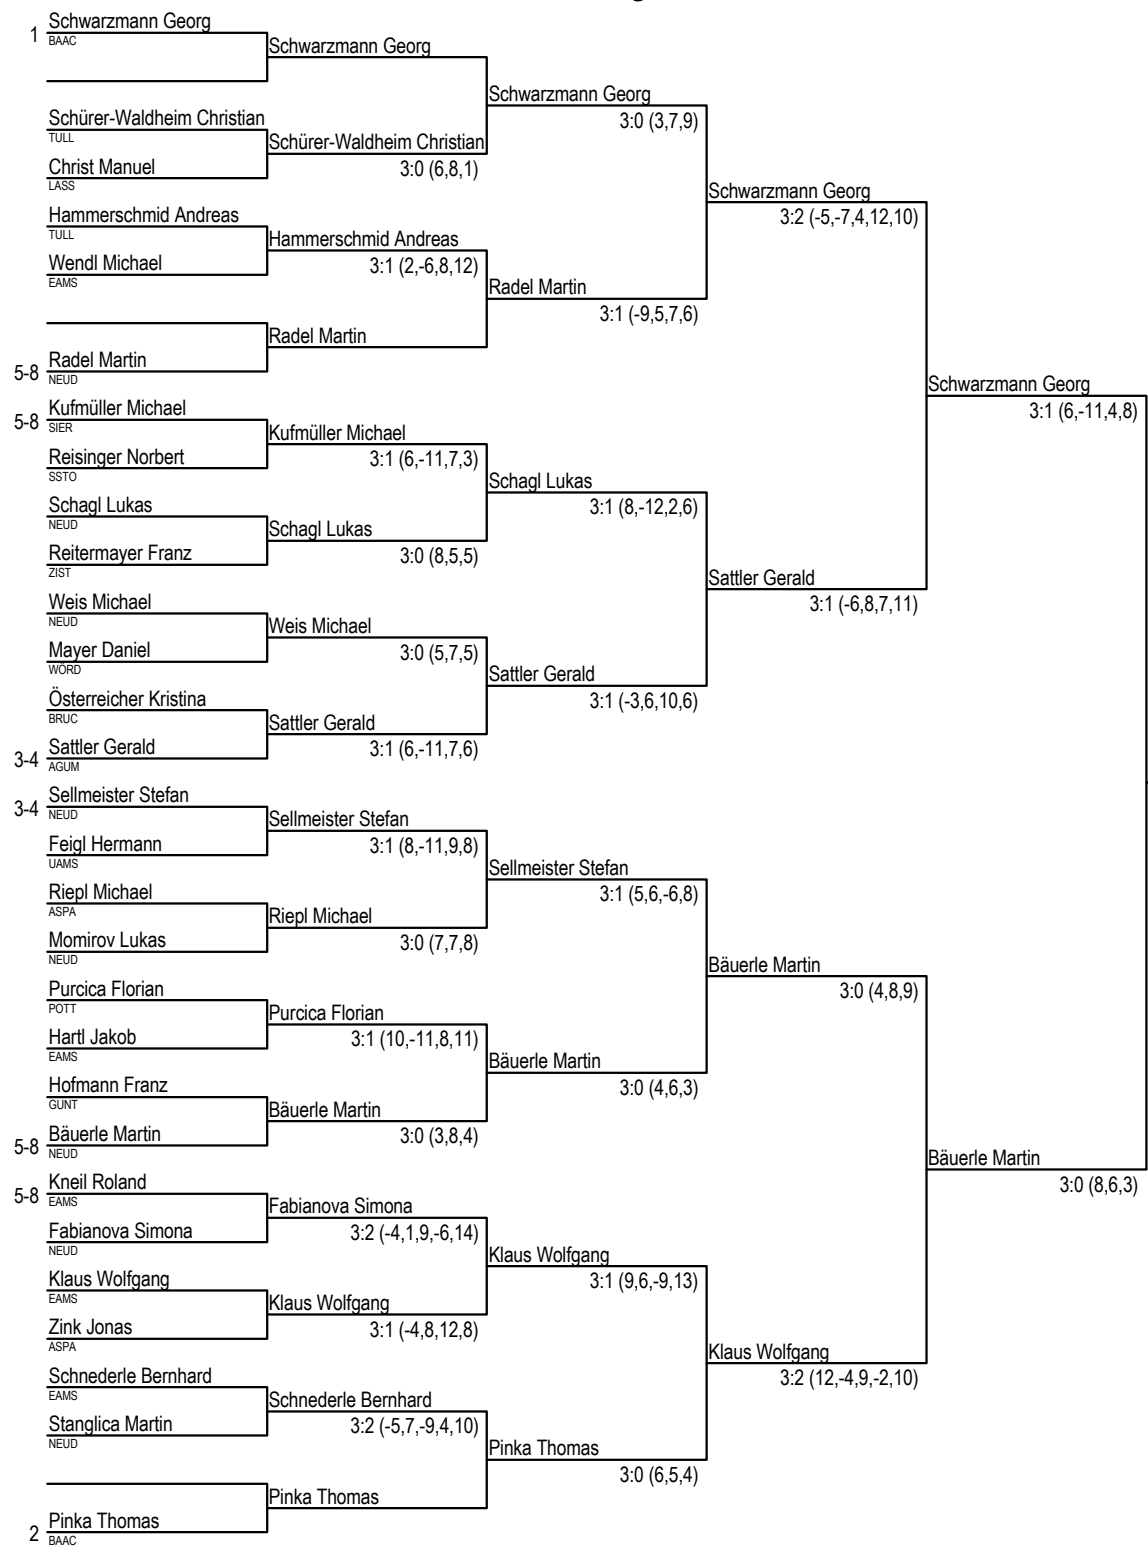 Schwarzmann Georg
1
BAAC
Schwarzmann Georg
Schwarzmann Georg
3:0 (3,7,9)
Schürer-Waldheim Christian
TULL
Schürer-Waldheim Christian
3:0 (6,8,1)
Christ Manuel
LASS
Schwarzmann Georg
3:2 (-5,-7,4,12,10)
Hammerschmid Andreas
TULL
Hammerschmid Andreas
3:1 (2,-6,8,12)
Wendl Michael
EAMS
Radel Martin
3:1 (-9,5,7,6)
Radel Martin
Radel Martin
5-8
NEUD
Schwarzmann Georg
3:1 (6,-11,4,8)
Kufmüller Michael
5-8
SIER
Kufmüller Michael
3:1 (6,-11,7,3)
Reisinger Norbert
SSTO
Schagl Lukas
3:1 (8,-12,2,6)
Schagl Lukas
NEUD
Schagl Lukas
3:0 (8,5,5)
Reitermayer Franz
ZIST
Sattler Gerald
3:1 (-6,8,7,11)
Weis Michael
NEUD
Weis Michael
3:0 (5,7,5)
Mayer Daniel
WÖRD
Sattler Gerald
3:1 (-3,6,10,6)
Österreicher Kristina
BRUC
Sattler Gerald
3:1 (6,-11,7,6)
Sattler Gerald
3-4
AGUM
Sellmeister Stefan
3-4
NEUD
Sellmeister Stefan
3:1 (8,-11,9,8)
Feigl Hermann
UAMS
Sellmeister Stefan
3:1 (5,6,-6,8)
Riepl Michael
ASPA
Riepl Michael
3:0 (7,7,8)
Momirov Lukas
NEUD
Bäuerle Martin
3:0 (4,8,9)
Purcica Florian
POTT
Purcica Florian
3:1 (10,-11,8,11)
Hartl Jakob
EAMS
Bäuerle Martin
3:0 (4,6,3)
Hofmann Franz
GUNT
Bäuerle Martin
3:0 (3,8,4)
Bäuerle Martin
5-8
NEUD
Bäuerle Martin
3:0 (8,6,3)
Kneil Roland
5-8
EAMS
Fabianova Simona
3:2 (-4,1,9,-6,14)
Fabianova Simona
NEUD
Klaus Wolfgang
3:1 (9,6,-9,13)
Klaus Wolfgang
EAMS
Klaus Wolfgang
3:1 (-4,8,12,8)
Zink Jonas
ASPA
Klaus Wolfgang
3:2 (12,-4,9,-2,10)
Schnederle Bernhard
EAMS
Schnederle Bernhard
3:2 (-5,7,-9,4,10)
Stanglica Martin
NEUD
Pinka Thomas
3:0 (6,5,4)
Pinka Thomas
Pinka Thomas
2
BAAC